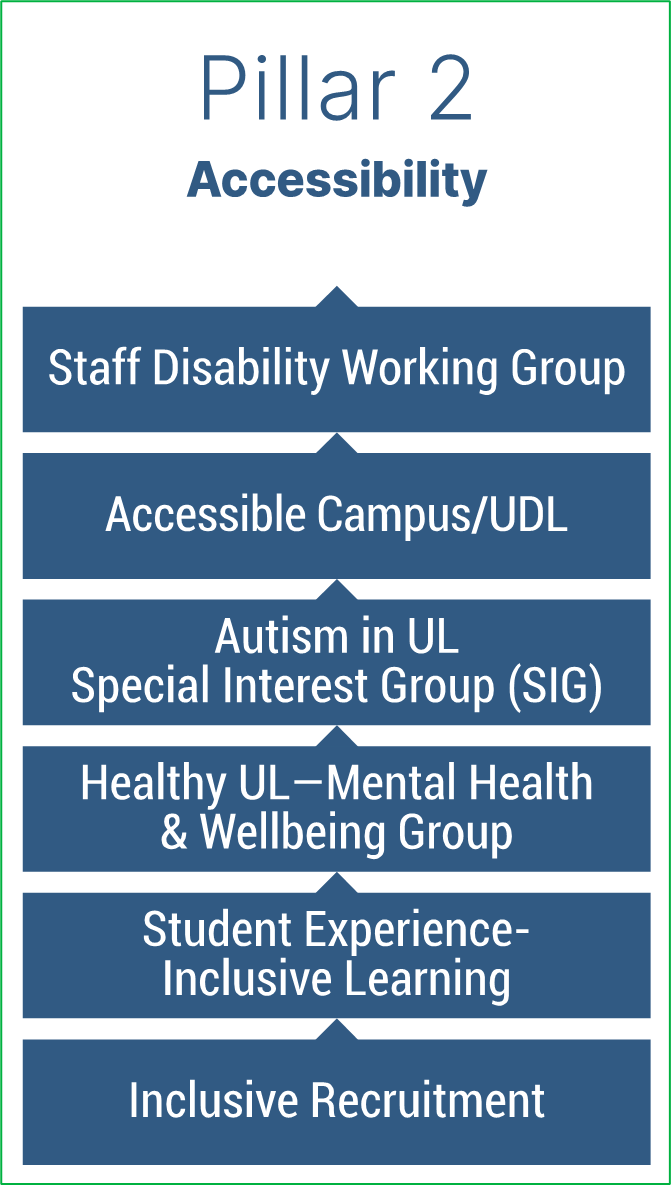 Pillar 2
Accessibility
Staff Disability Working Group
Accessible Campus/UDL
Autism in UL
Special Interest Group (SIG)
Healthy UL—Mental Health
& Wellbeing Group
Student Experience-
Inclusive Learning
Inclusive Recruitment